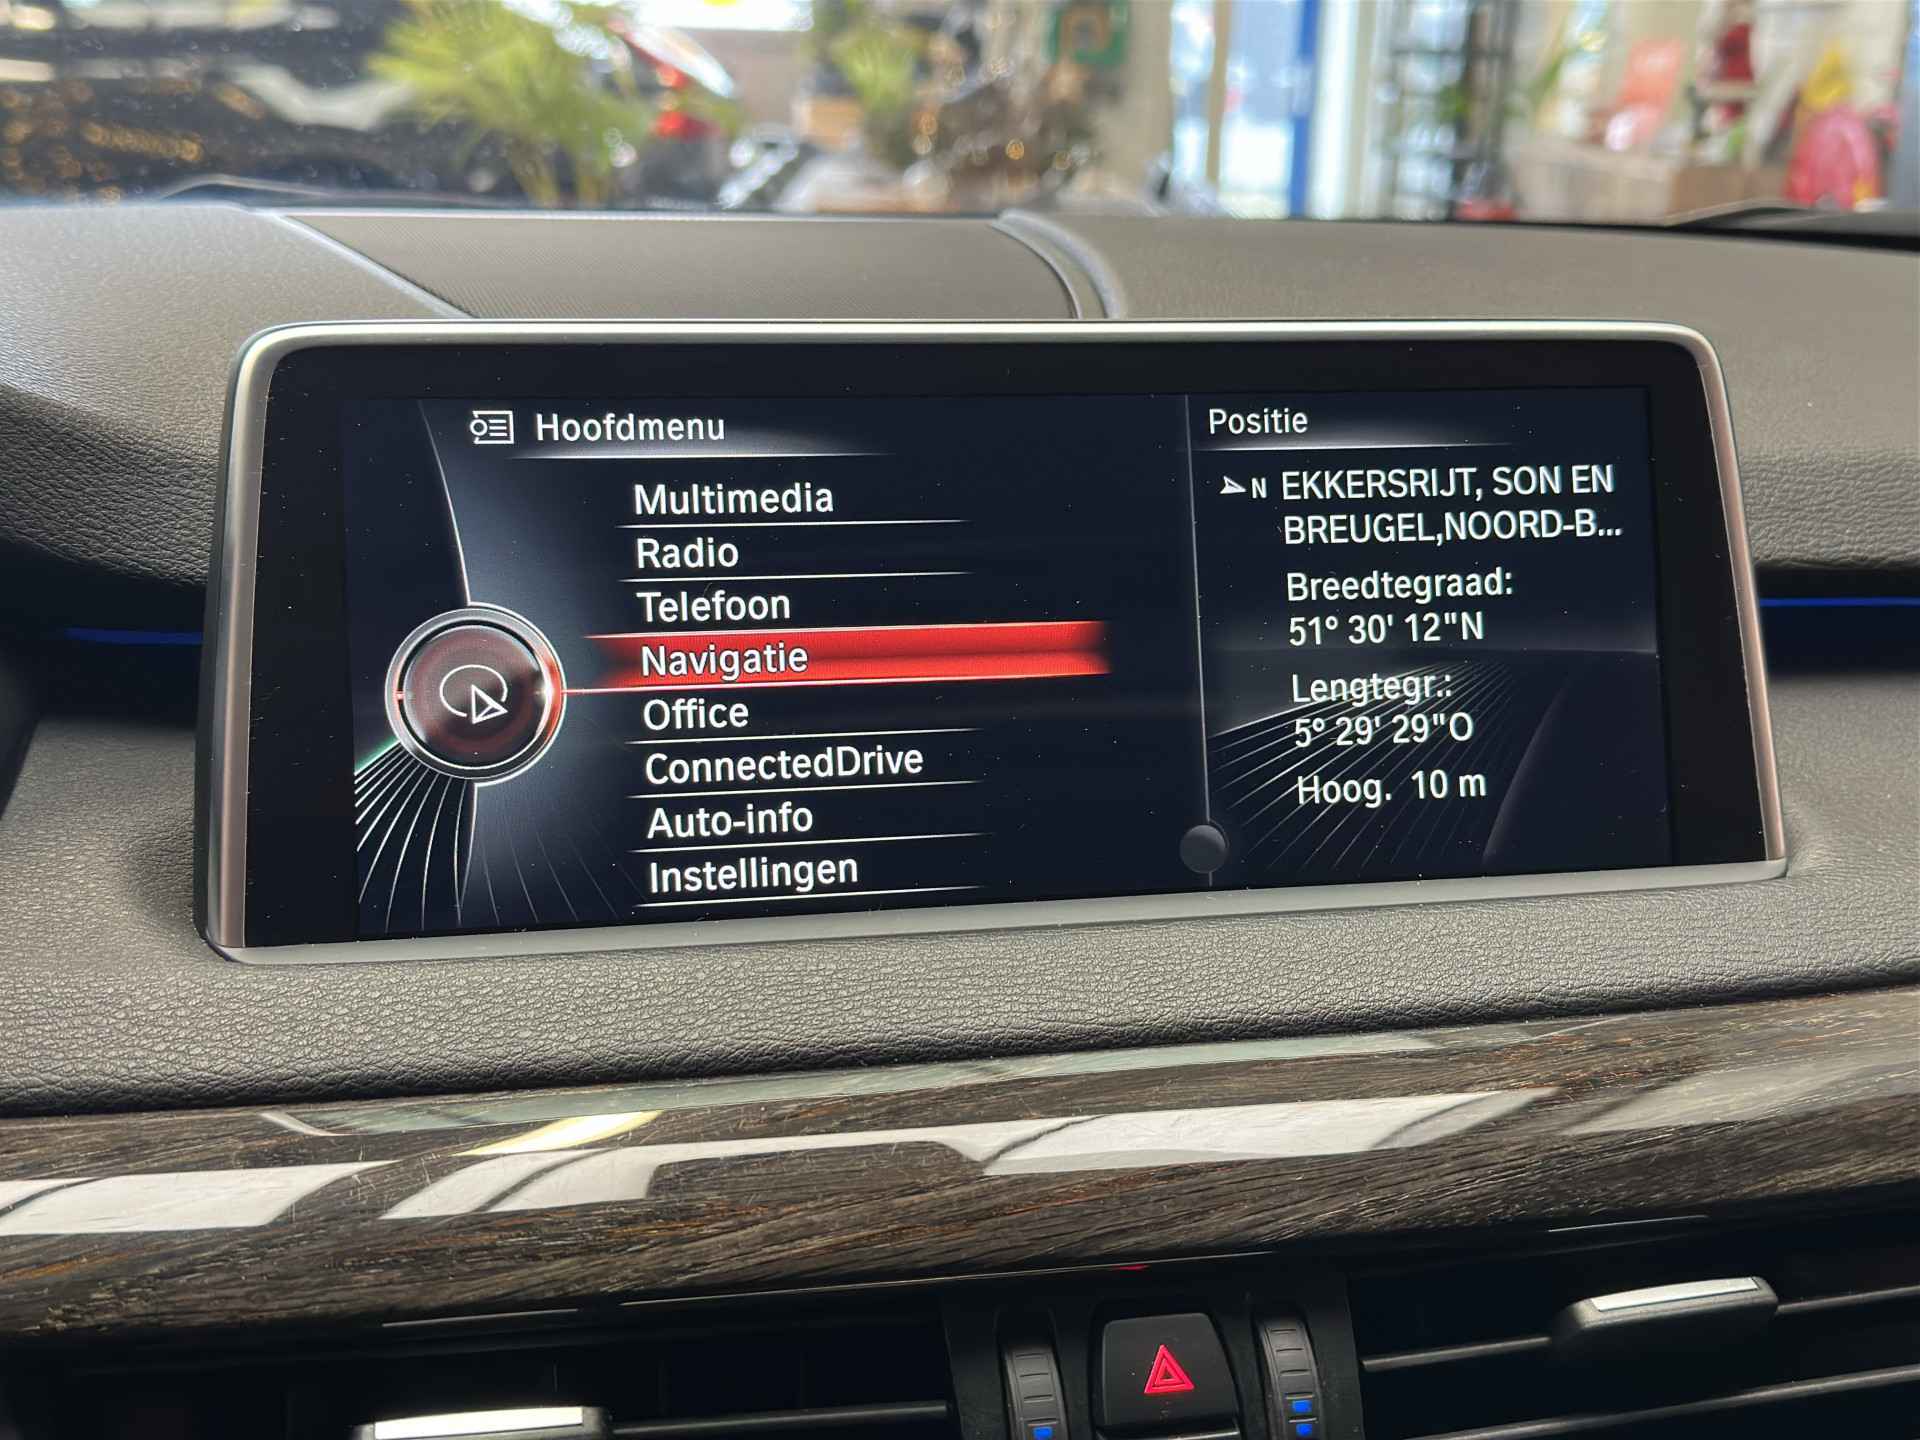 Hoofdmenu
Multimedia
Radio
Telefoon
Navigatie
Office
ConnectedDrive
Auto-info
Instellingen
Positie
N EKKERSRIJT, SON EN
BREUGEL,NOORD-B...
Breedtegraad:
51° 30' 12"N
Lengtegr.:
5° 29' 29"O
Hoog. 10 m